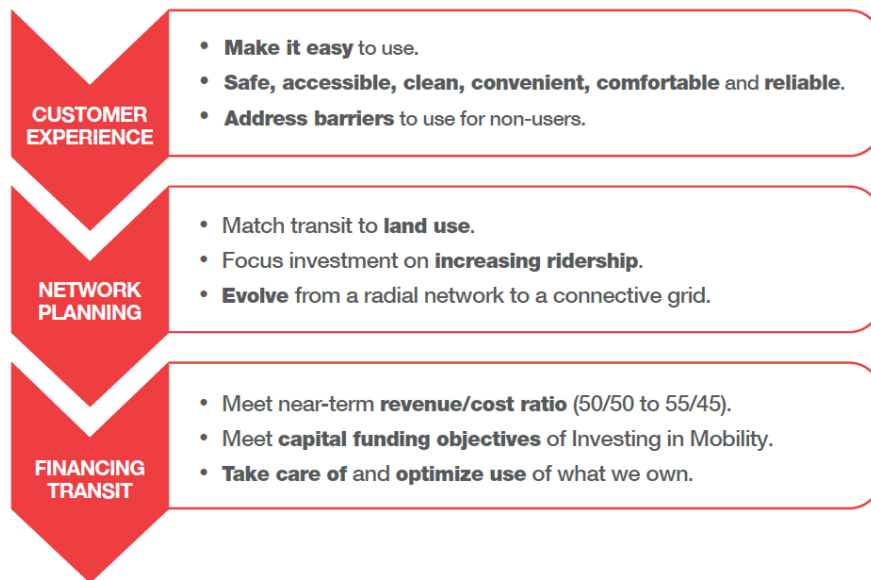 CUSTOMER
EXPERIENCE
• Make it easy to use.
• Safe, accessible, clean, convenient, comfortable and reliable.
• Address barriers to use for non-users.
NETWORK
PLANNING
• Match transit to land use.
• Focus investment on increasing ridership.
• Evolve from a radial network to a connective grid.
FINANCING
TRANSIT
• Meet near-term revenue/cost ratio (50/50 to 55/45).
• Meet capital funding objectives of Investing in Mobility.
• Take care of and optimize use of what we own.